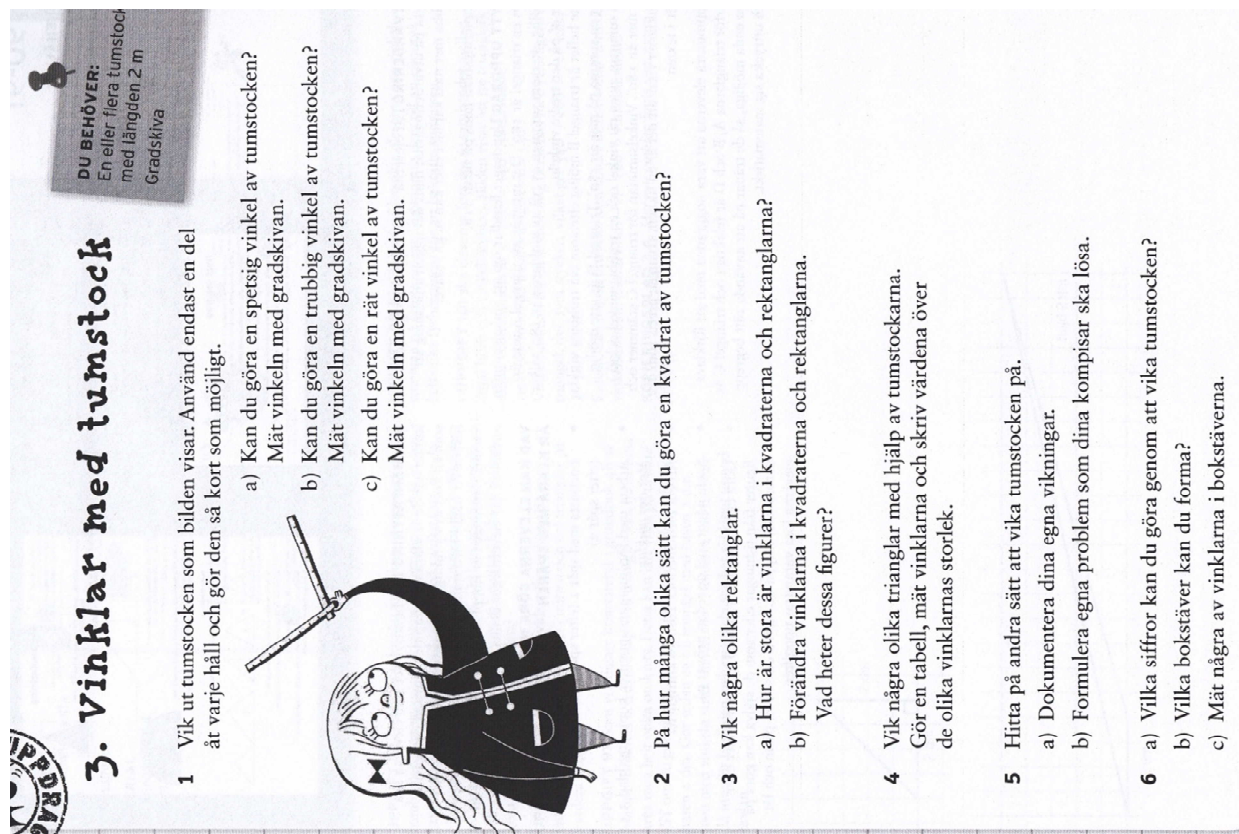 UPPDRAG
3. Vinklar med tumstock
DU BEHÖVER:
En eller flera tumstock
med längden 2 m
Gradskiva
1 Vik ut tumstocken som bilden visar. Använd endast en del
åt varje håll och gör den så kort som möjligt.
a) Kan du göra en spetsig vinkel av tumstocken?
Mät vinkeln med gradskivan.
b) Kan du göra en trubbig vinkel av tumstocken?
Mät vinkeln med gradskivan.
c) Kan du göra en rät vinkel av tumstocken?
Mät vinkeln med gradskivan.
2 På hur många olika sätt kan du göra en kvadrat av tumstocken?
3 Vik några olika rektanglar.
a) Hur är stora är vinklarna i kvadraterna och rektanglarna?
b) Förändra vinklarna i kvadraterna och rektanglarna.
Vad heter dessa figurer?
4 Vik några olika trianglar med hjälp av tumstockarna.
Gör en tabell, mät vinklarna och skriv värdena över
de olika vinklarnas storlek.
5 Hitta på andra sätt att vika tumstocken på.
a) Dokumentera dina egna vikningar.
b) Formulera egna problem som dina kompisar ska lösa.
6 a) Vilka siffror kan du göra genom att vika tumstocken?
b) Vilka bokstäver kan du forma?
c) Mät några av vinklarna i bokstäverna.